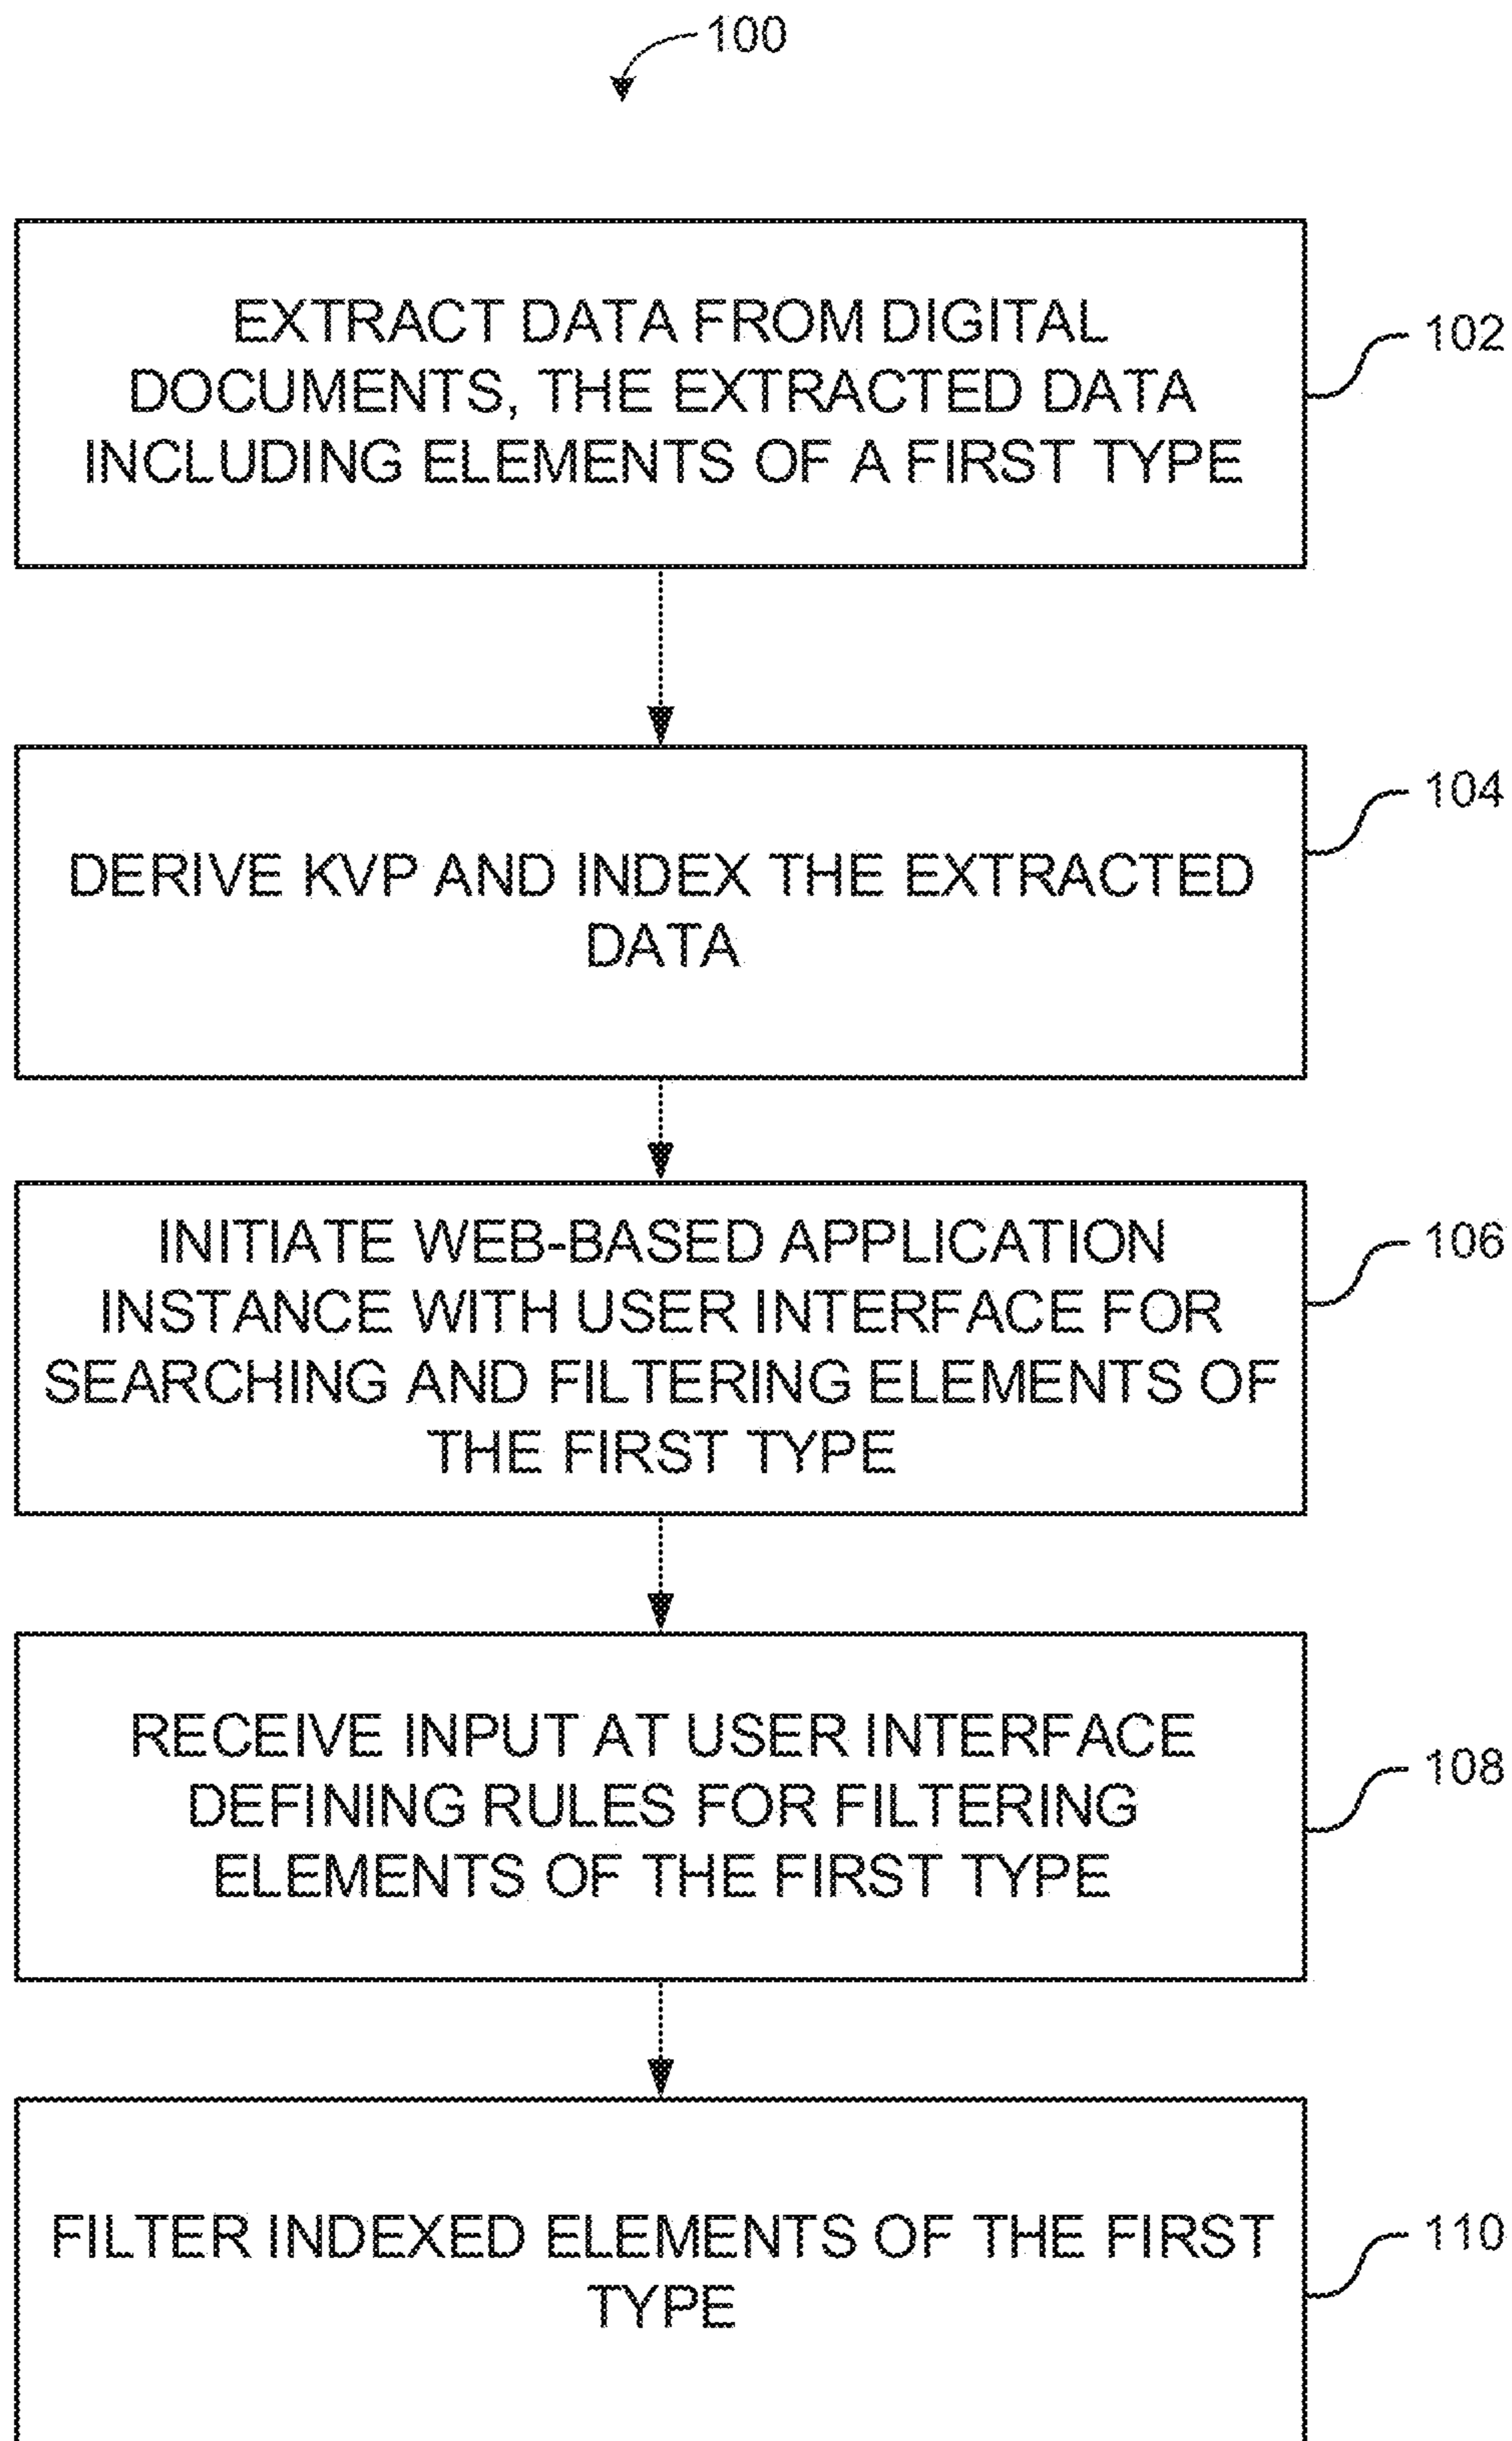 100
EXTRACT DATA FROM DIGITAL
DOCUMENTS, THE EXTRACTED DATA
INCLUDING ELEMENTS OF A FIRST TYPE
102
DERIVE KVP AND INDEX THE EXTRACTED
DATA
104
INITIATE WEB-BASED APPLICATION
INSTANCE WITH USER INTERFACE FOR
SEARCHING AND FILTERING ELEMENTS OF
THE FIRST TYPE
106
RECEIVE INPUT AT USER INTERFACE
DEFINING RULES FOR FILTERING
ELEMENTS OF THE FIRST TYPE
108
FILTER INDEXED ELEMENTS OF THE FIRST
TYPE
110